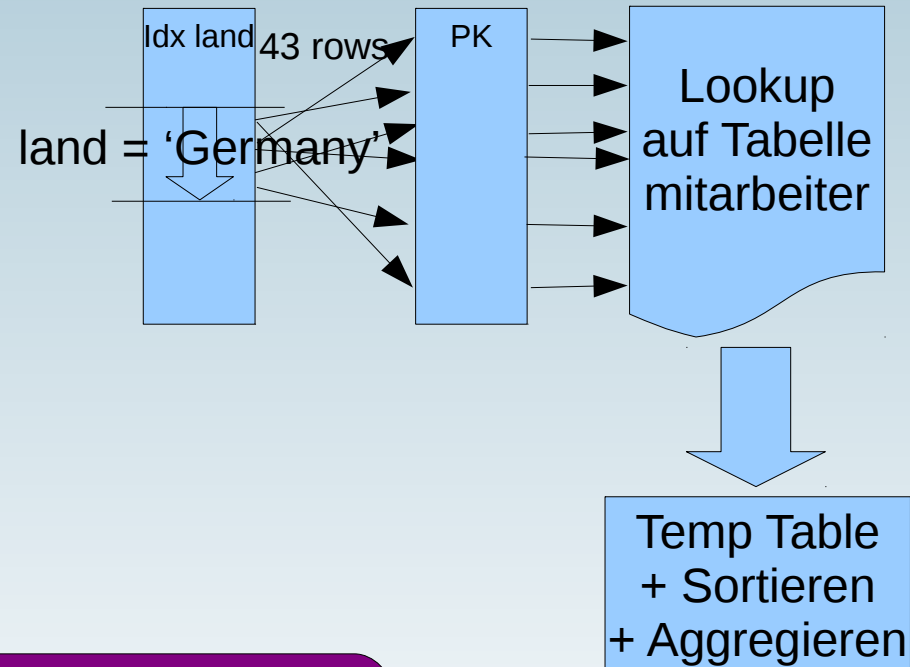 Idx land
43 rows
PK
land = ‘Germany’
Lookup
auf Tabelle
mitarbeiter
Temp Table
+ Sortieren
+ Aggregieren